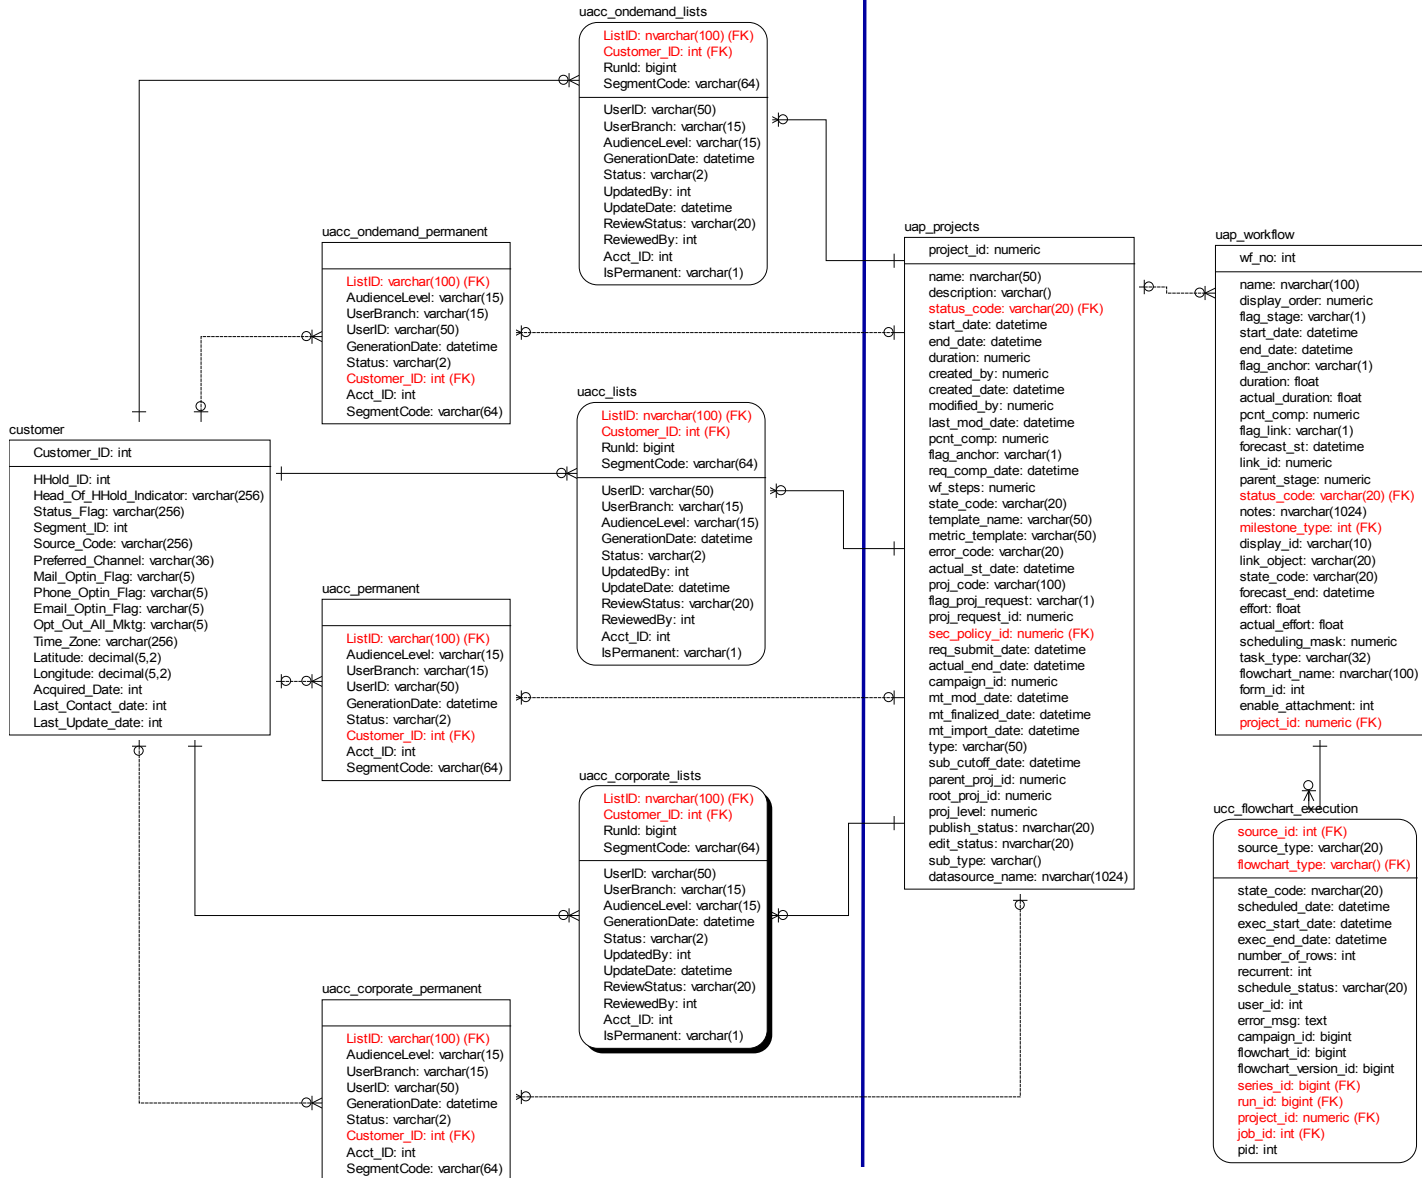 uacc_ondemand_lists
ListID: nvarchar(100) (FK)
Customer_ID: int (FK)
RunId: bigint
SegmentCode: varchar(64)
UserID: varchar(50)
UserBranch: varchar(15)
AudienceLevel: varchar(15)
GenerationDate: datetime
Status: varchar(2)
UpdatedBy: int
UpdateDate: datetime
ReviewStatus: varchar(20)
ReviewedBy: int
Acct_ID: int
IsPermanent: varchar(1)
uacc_ondemand_permanent
ListID: varchar(100) (FK)
AudienceLevel: varchar(15)
UserBranch: varchar(15)
UserID: varchar(50)
GenerationDate: datetime
Status: varchar(2)
Customer_ID: int (FK)
Acct_ID: int
SegmentCode: varchar(64)
uacc_lists
ListID: nvarchar(100) (FK)
Customer_ID: int (FK)
RunId: bigint
SegmentCode: varchar(64)
UserID: varchar(50)
UserBranch: varchar(15)
AudienceLevel: varchar(15)
GenerationDate: datetime
Status: varchar(2)
UpdatedBy: int
UpdateDate: datetime
ReviewStatus: varchar(20)
ReviewedBy: int
Acct_ID: int
IsPermanent: varchar(1)
customer
Customer_ID: int
HHold_ID: int
Head_Of_HHold_Indicator: varchar(256)
Status_Flag: varchar(256)
Segment_ID: int
Source_Code: varchar(256)
Preferred_Channel: varchar(36)
Mail_Optin_Flag: varchar(5)
Phone_Optin_Flag: varchar(5)
Email_Optin_Flag: varchar(5)
Opt_Out_All_Mktg: varchar(5)
Time_Zone: varchar(256)
Latitude: decimal(5,2)
Longitude: decimal(5,2)
Acquired_Date: int
Last_Contact_date: int
Last_Update_date: int
uacc_permanent
ListID: varchar(100) (FK)
AudienceLevel: varchar(15)
UserBranch: varchar(15)
UserID: varchar(50)
GenerationDate: datetime
Status: varchar(2)
Customer_ID: int (FK)
Acct_ID: int
SegmentCode: varchar(64)
uacc_corporate_lists
ListID: nvarchar(100) (FK)
Customer_ID: int (FK)
RunId: bigint
SegmentCode: varchar(64)
UserID: varchar(50)
UserBranch: varchar(15)
AudienceLevel: varchar(15)
GenerationDate: datetime
Status: varchar(2)
UpdatedBy: int
UpdateDate: datetime
ReviewStatus: varchar(20)
ReviewedBy: int
Acct_ID: int
IsPermanent: varchar(1)
uacc_corporate_permanent
ListID: varchar(100) (FK)
AudienceLevel: varchar(15)
UserBranch: varchar(15)
UserID: varchar(50)
GenerationDate: datetime
Status: varchar(2)
Customer_ID: int (FK)
Acct_ID: int
SegmentCode: varchar(64)
uap_projects
project_id: numeric
name: nvarchar(50)
description: varchar()
status_code: varchar(20) (FK)
start_date: datetime
end_date: datetime
duration: numeric
created_by: numeric
created_date: datetime
modified_by: numeric
last_mod_date: datetime
pcnt_comp: numeric
flag_anchor: varchar(1)
req_comp_date: datetime
wf_steps: numeric
state_code: varchar(20)
template_name: varchar(50)
metric_template: varchar(50)
error_code: varchar(20)
actual_st_date: datetime
proj_code: varchar(100)
flag_proj_request: varchar(1)
proj_request_id: numeric
sec_policy_id: numeric (FK)
req_submit_date: datetime
actual_end_date: datetime
campaign_id: numeric
mt_mod_date: datetime
mt_finalized_date: datetime
mt_import_date: datetime
type: varchar(50)
sub_cutoff_date: datetime
parent_proj_id: numeric
root_proj_id: numeric
proj_level: numeric
publish_status: nvarchar(20)
edit_status: nvarchar(20)
sub_type: varchar()
datasource_name: nvarchar(1024)
uap_workflow
wf_no: int
name: nvarchar(100)
display_order: numeric
flag_stage: varchar(1)
start_date: datetime
end_date: datetime
flag_anchor: varchar(1)
duration: float
actual_duration: float
pcnt_comp: numeric
flag_link: varchar(1)
forecast_st: datetime
link_id: numeric
parent_stage: numeric
status_code: varchar(20) (FK)
notes: nvarchar(1024)
milestone_type: int (FK)
display_id: varchar(10)
link_object: varchar(20)
state_code: varchar(20)
forecast_end: datetime
effort: float
actual_effort: float
scheduling_mask: numeric
task_type: varchar(32)
flowchart_name: nvarchar(100)
form_id: int
enable_attachment: int
project_id: numeric (FK)
ucc_flowchart_execution
source_id: int (FK)
source_type: varchar(20)
flowchart_type: varchar() (FK)
state_code: nvarchar(20)
scheduled_date: datetime
exec_start_date: datetime
exec_end_date: datetime
number_of_rows: int
recurrent: int
schedule_status: varchar(20)
user_id: int
error_msg: text
campaign_id: bigint
flowchart_id: bigint
flowchart_version_id: bigint
series_id: bigint (FK)
run_id: bigint (FK)
project_id: numeric (FK)
job_id: int (FK)
pid: int